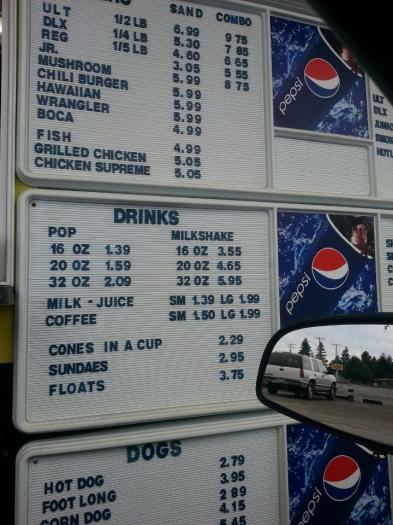 SAND COMBO
ULT 1/2 LB 6.99 9 75
DLX 1/4 LB 5.30 7 85
REG 1/5 LB 4.60 6 65
JR. 3.05 5 55
MUSHROOM 5.99 8 75
CHILI BURGER 5.99
HAWAIIAN 5.99
WRANGLER 5.99
BOCA 4.99
FISH 4.99
GRILLED CHICKEN 5.05
CHICKEN SUPREME 5.05
pepsi
ULT
DLX
DRINKS
POP MILKSHAKE
16 OZ 1.39 16 OZ 3.55
20 OZ 1.59 20 OZ 4.65
32 OZ 2.09 32 OZ 5.95
MILK - JUICE SM 1.39 LG 1.99
COFFEE SM 1.50 LG 1.99
CONES IN A CUP 2.29
SUNDAES 2.95
FLOATS 3.75
pepsi
DOGS
HOT DOG 2.79
FOOT LONG 3.95
CORN DOG 2 89
4.15
5.45
pepsi